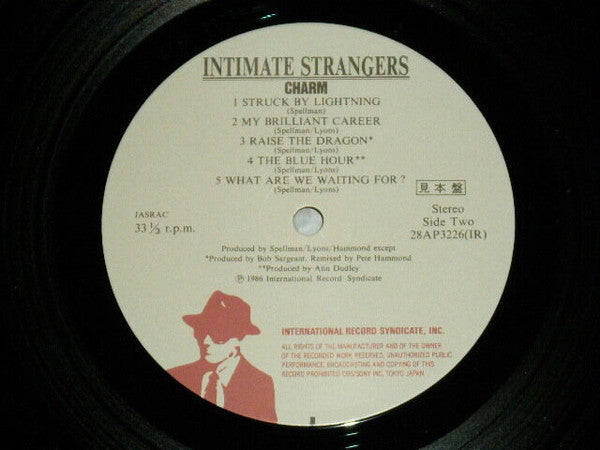 INTIMATE STRANGERS
CHARM
1 STRUCK BY LIGHTNING
(Spellman)
2 MY BRILLIANT CAREER
(Spellman/Lyons)
3 RAISE THE DRAGON*
(Spellman/Lyons)
4 THE BLUE HOUR**
(Spellman/Lyons)
5 WHAT ARE WE WAITING FOR?
(Spellman/Lyons)
見本盤
JASRAC
33 1/3 r.p.m.
Stereo
Side Two
28AP3226(IR)
Produced by Spellman/Lyons/Hammond except
*Produced by Bob Sargeant. Remixed by Pete Hammond
**Produced by Ann Dudley
Ⓟ 1986 International Record Syndicate
INTERNATIONAL RECORD SYNDICATE, INC.
ALL RIGHTS OF THE MANUFACTURER AND OF THE OWNER
OF THE RECORDED WORK RESERVED. UNAUTHORIZED PUBLIC
PERFORMANCE, BROADCASTING AND COPYING OF THIS
RECORD PROHIBITED CBS/SONY INC. TOKYO JAPAN